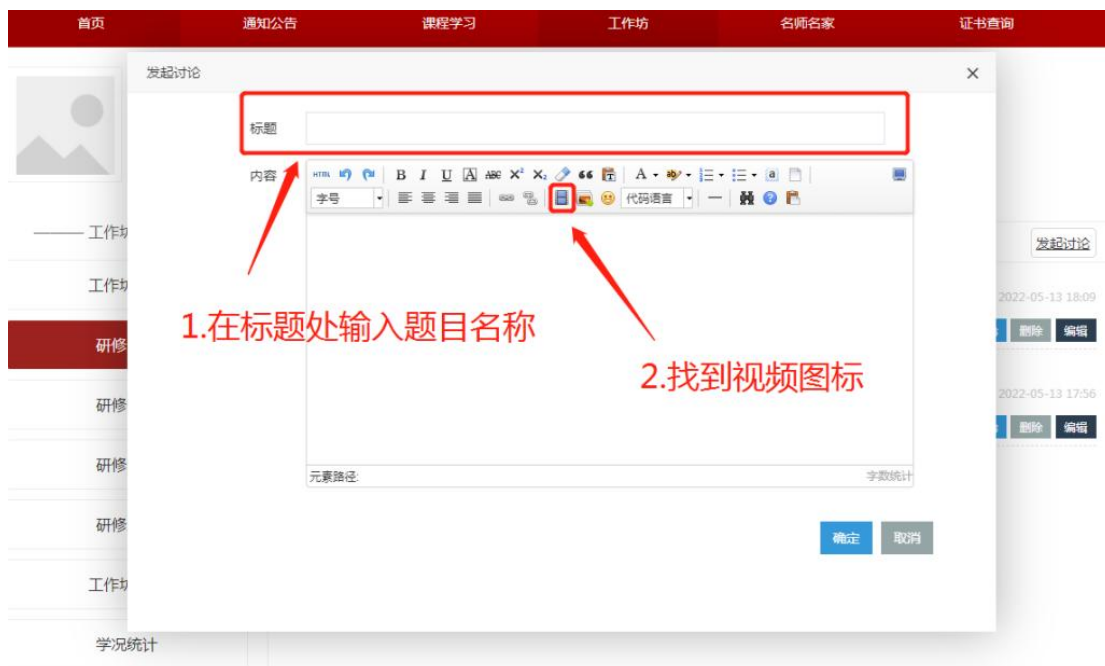 首页 通知公告 课程学习 工作坊 名师名家 证书查询
发起讨论 ×
标题
内容
HTML B I U A ABC X² X₂ 66 T A a
字号 代码语言
工作坊
发起讨论
工作坊
2022-05-13 18:09
1.在标题处输入题目名称
删除 编辑
研修
2.找到视频图标
2022-05-13 17:56
研修
删除 编辑
研修
元素路径: 字数统计
研修
确定 取消
工作坊
学况统计